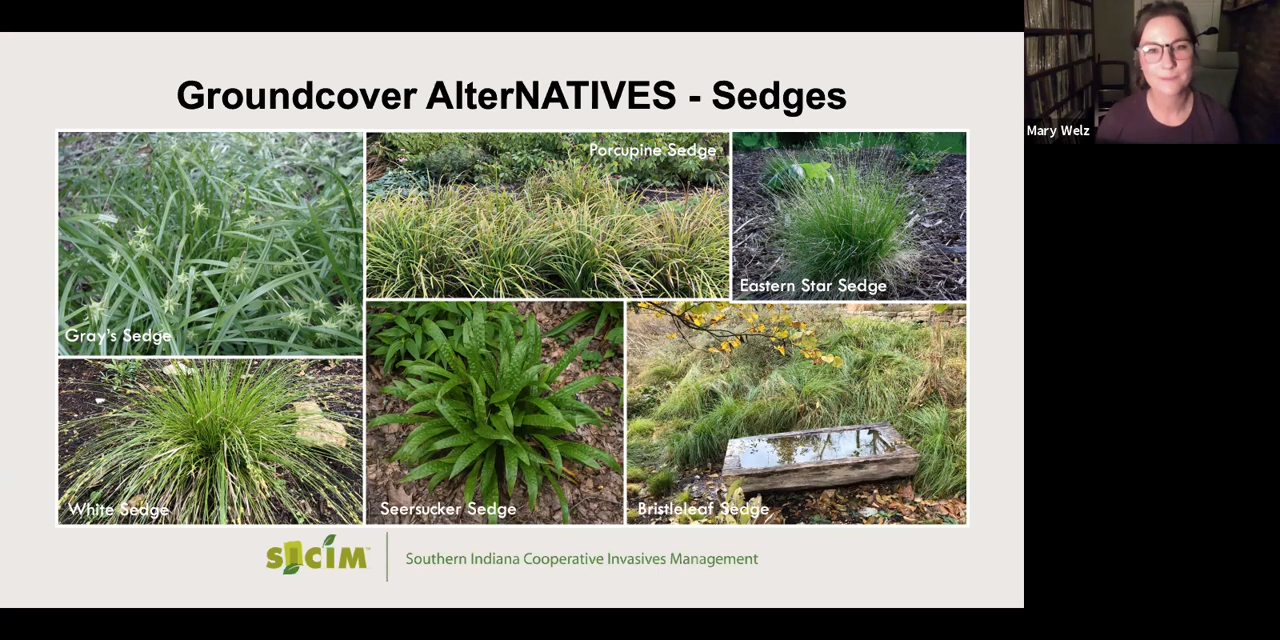 Groundcover AlterNATIVES - Sedges
Porcupine Sedge
Eastern Star Sedge
Gray's Sedge
White Sedge
Seersucker Sedge
Bristleleaf Sedge
SICIM™
Southern Indiana Cooperative Invasives Management
Mary Welz